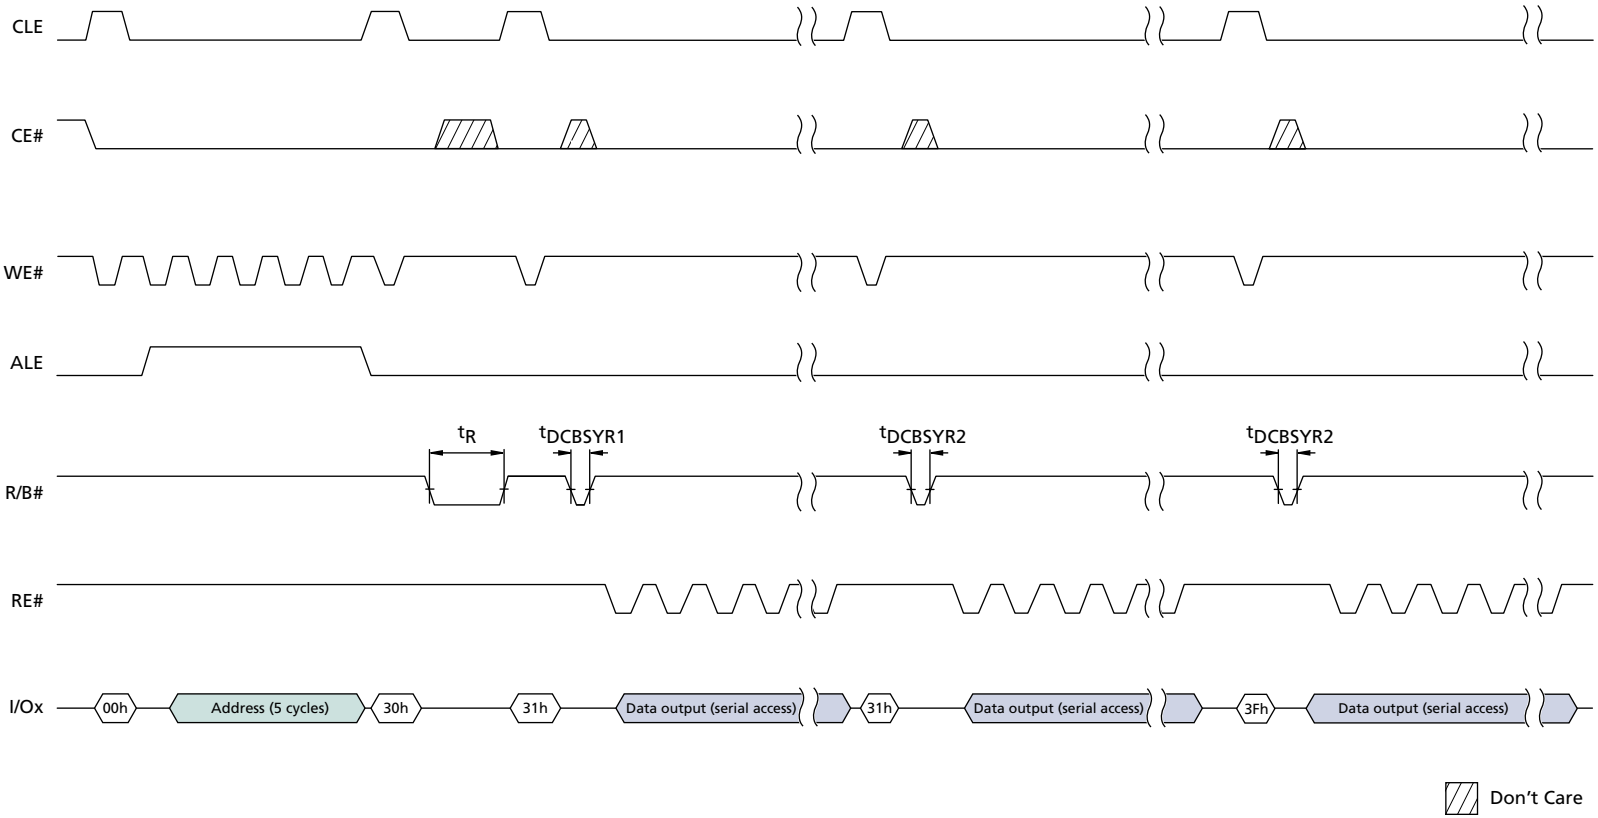 CLE
CE#
WE#
ALE
tR tDCBSYR1 tDCBSYR2 tDCBSYR2
R/B#
RE#
I/Ox 00h Address (5 cycles) 30h 31h Data output (serial access) 31h Data output (serial access) 3Fh Data output (serial access)
Don't Care